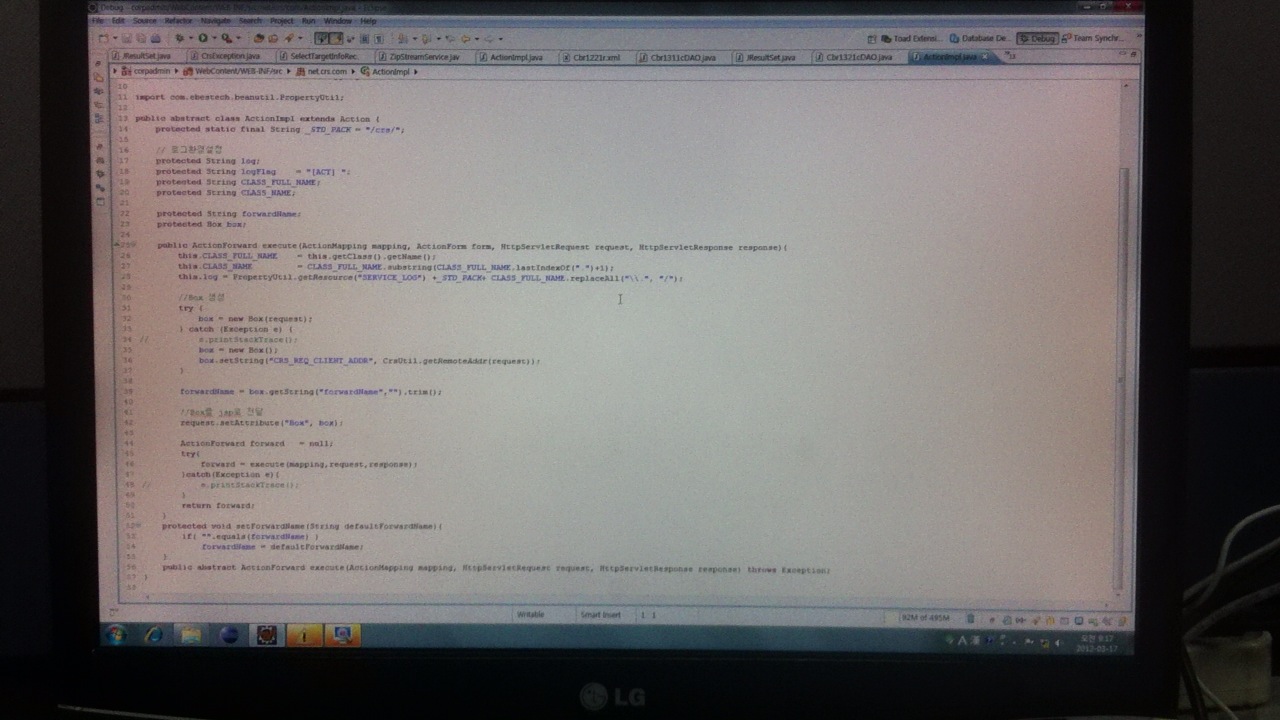 Debug - corpadmin/WebContent/WEB-INF/src/net/crs/com/ActionImpl.java - Eclipse
File Edit Source Refactor Navigate Search Project Run Window Help
Toad Extensi... Database De... Debug Team Synchr...
JResultSet.java CrsException.java SelectTargetInfoRec. ZipStreamService.jav ActionImpl.java Cbr1221r.xml Cbr1311cDAO.java JResultSet.java Cbr1321cDAO.java ActionImpl.java
corpadmin WebContent/WEB-INF/src net.crs.com ActionImpl
10
11 import com.ebestech.beanutil.PropertyUtil;
12
13 public abstract class ActionImpl extends Action {
14 protected static final String _STD_PACK = "/css/";
15
16 // 로그환경설정
17 protected String log;
18 protected String logFlag = "[ACT] ";
19 protected String CLASS_FULL_NAME;
20 protected String CLASS_NAME;
21
22 protected String forwardName;
23 protected Box box;
24
25 public ActionForward execute(ActionMapping mapping, ActionForm form, HttpServletRequest request, HttpServletResponse response){
26 this.CLASS_FULL_NAME = this.getClass().getName();
27 this.CLASS_NAME = CLASS_FULL_NAME.substring(CLASS_FULL_NAME.lastIndexOf(".")+1);
28 this.log = PropertyUtil.getResource("SERVICE_LOG") +_STD_PACK+ CLASS_FULL_NAME.replaceAll("\\.", "/");
29
30 //Box 생성
31 try {
32 box = new Box(request);
33 } catch (Exception e) {
34 // e.printStackTrace();
35 box = new Box();
36 box.setString("CRS_REQ_CLIENT_ADDR", CrsUtil.getRemoteAddr(request));
37 }
38
39 forwardName = box.getString("forwardName","").trim();
40
41 //Box를 jsp로 전달
42 request.setAttribute("Box", box);
43
44 ActionForward forward = null;
45 try{
46 forward = execute(mapping,request,response);
47 }catch(Exception e){
48 // e.printStackTrace();
49 }
50 return forward;
51 }
52 protected void setForwardName(String defaultForwardName){
53 if( "".equals(forwardName) )
54 forwardName = defaultForwardName;
55 }
56 public abstract ActionForward execute(ActionMapping mapping, HttpServletRequest request, HttpServletResponse response) throws Exception;
57 }
58
Writable Smart Insert 1 : 1 92M of 495M
A 漢
오전 9:17
2012-03-17
LG